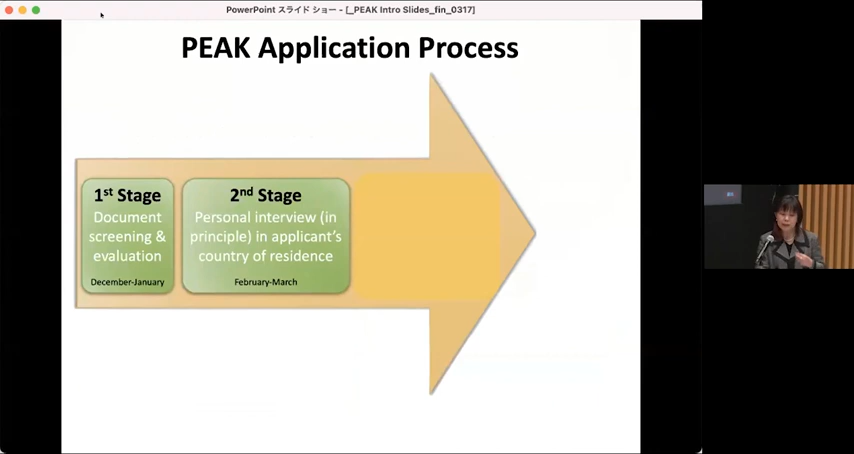 PowerPoint スライド ショー - [_PEAK Intro Slides_fin_0317]
PEAK Application Process
1st Stage
Document
screening &
evaluation
December-January
2nd Stage
Personal interview (in
principle) in applicant's
country of residence
February-March